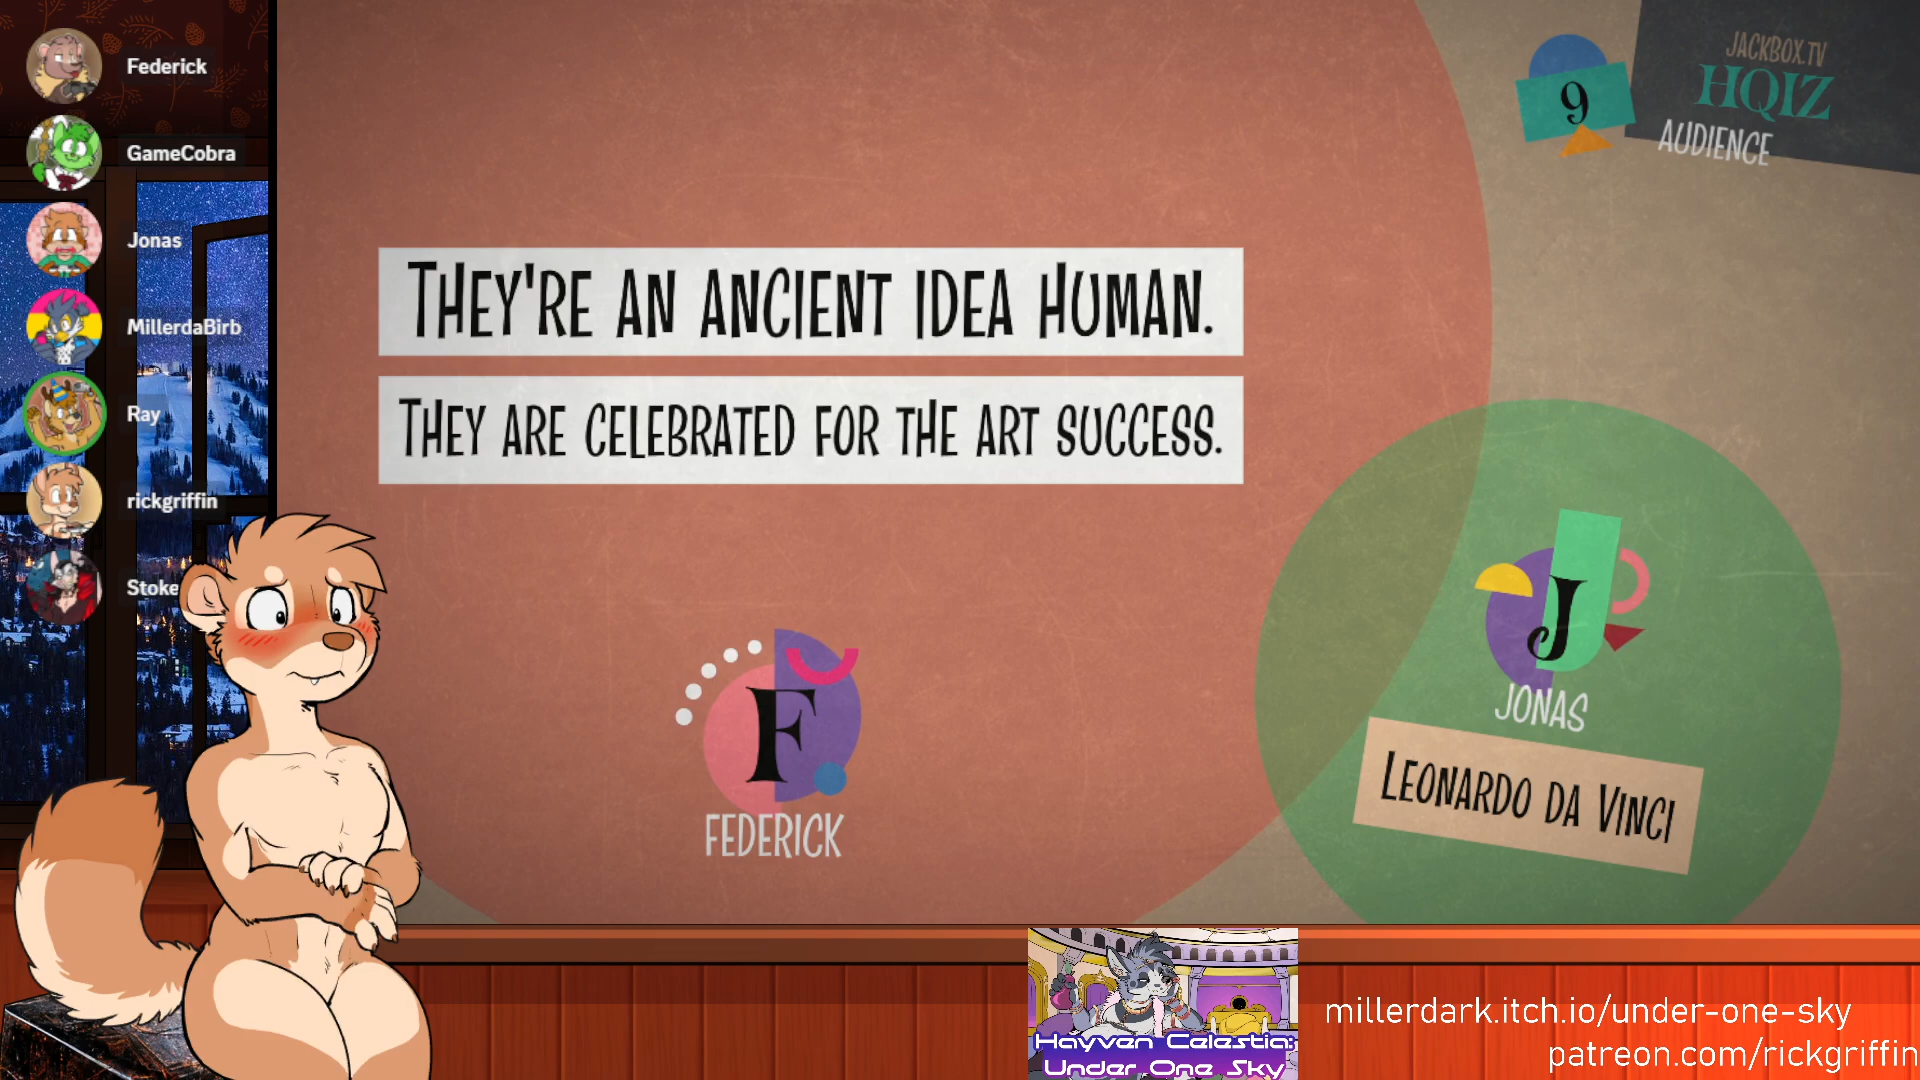 Federick
GameCobra
Jonas
MillerdaBirb
Ray
rickgriffin
Stoke
THEY'RE AN ANCIENT IDEA HUMAN.
THEY ARE CELEBRATED FOR THE ART SUCCESS.
9
JACKBOX.TV
HQIZ
AUDIENCE
F
FEDERICK
J
JONAS
LEONARDO DA VINCI
Hayven Celestia:
Under One Sky
millerdark.itch.io/under-one-sky
patreon.com/rickgriffin